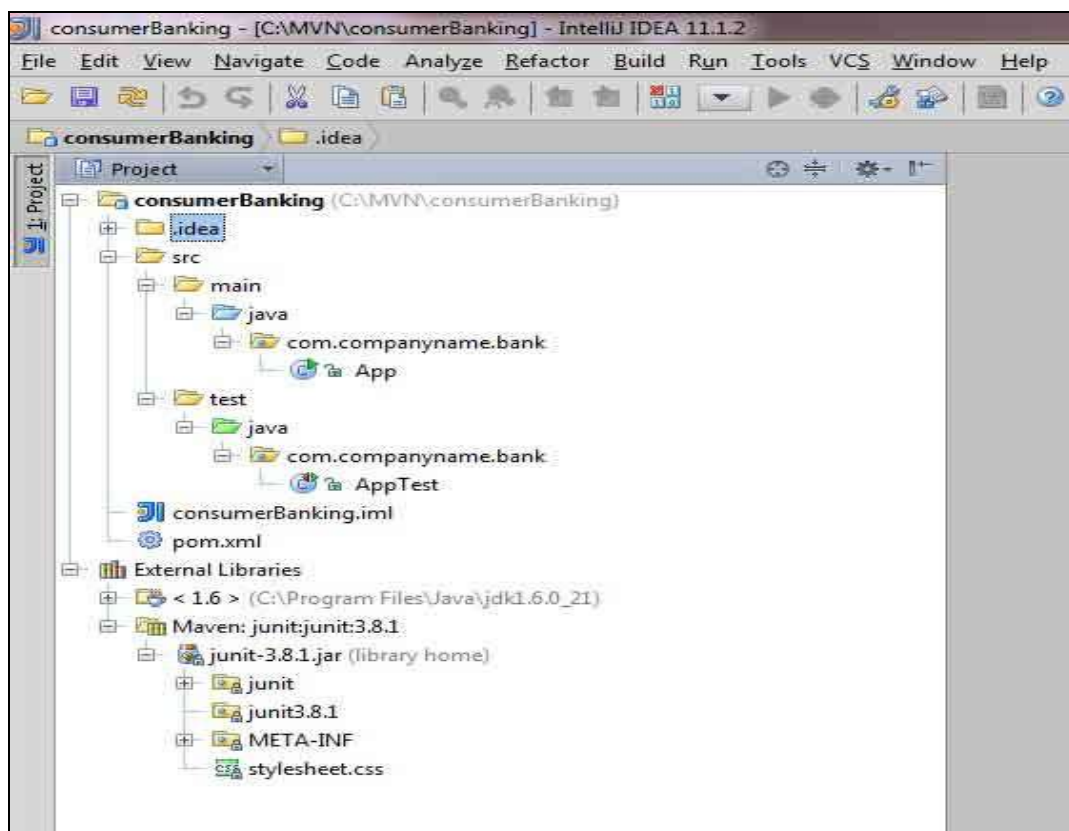 consumerBanking - [C:\MVN\consumerBanking] - IntelliJ IDEA 11.1.2
File Edit View Navigate Code Analyze Refactor Build Run Tools VCS Window Help
consumerBanking .idea
1: Project
Project
consumerBanking (C:\MVN\consumerBanking)
.idea
src
main
java
com.companyname.bank
App
test
java
com.companyname.bank
AppTest
consumerBanking.iml
pom.xml
External Libraries
< 1.6 > (C:\Program Files\Java\jdk1.6.0_21)
Maven: junit:junit:3.8.1
junit-3.8.1.jar (library home)
junit
junit3.8.1
META-INF
stylesheet.css